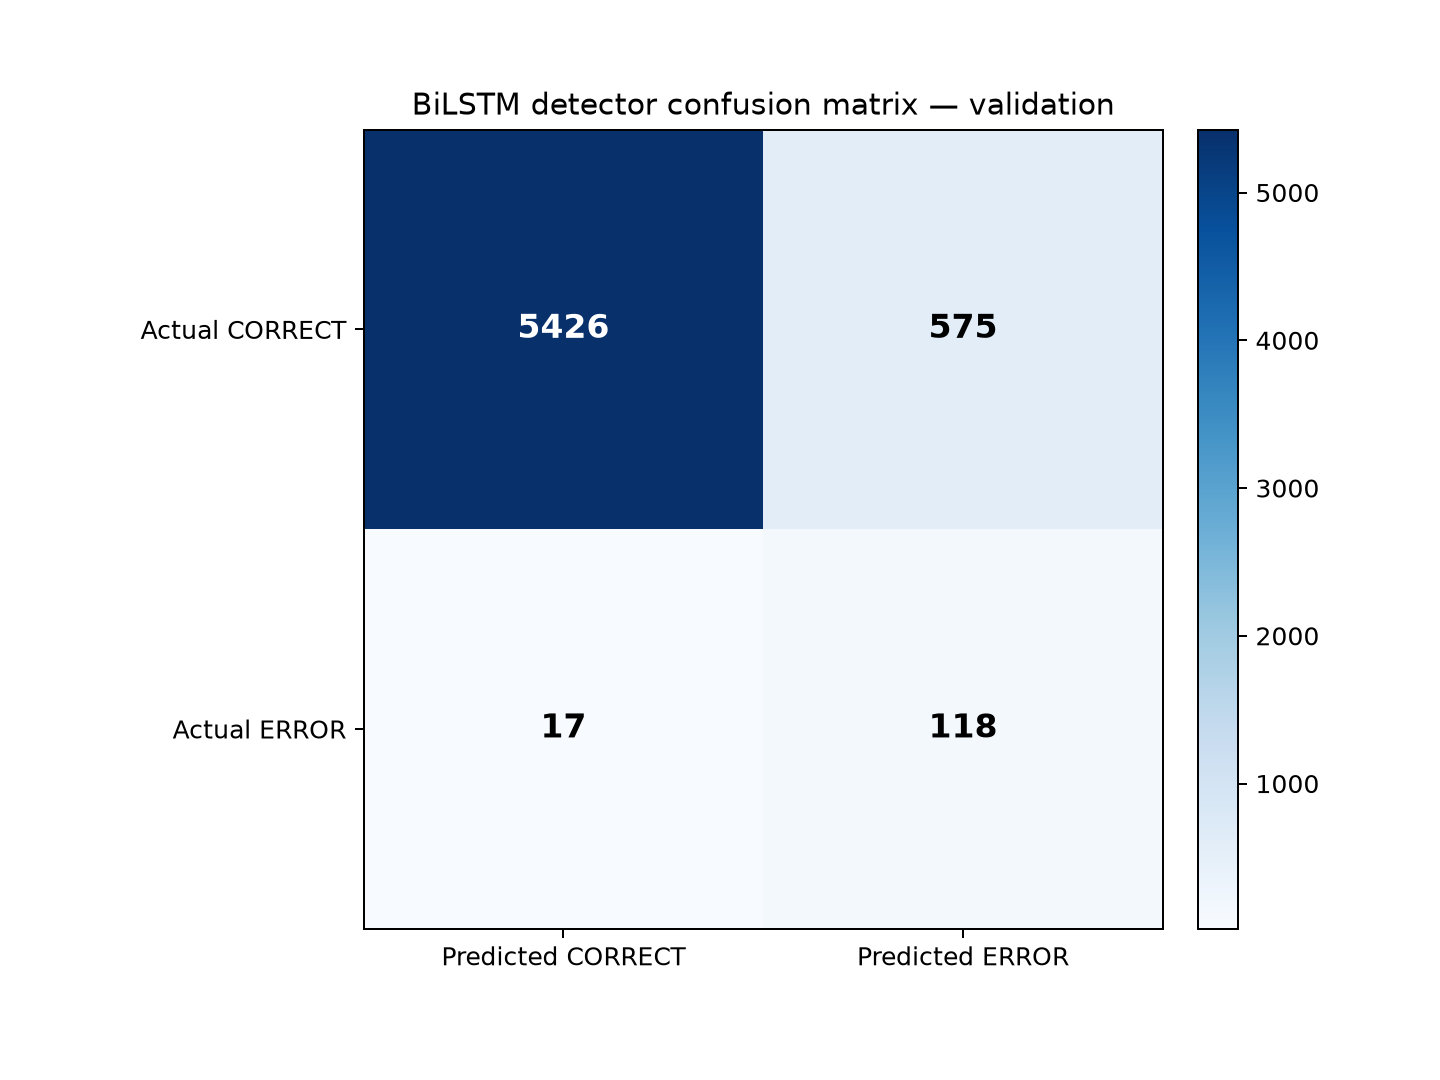 BiLSTM detector confusion matrix — validation
Actual CORRECT
5426
575
Actual ERROR
17
118
Predicted CORRECT
Predicted ERROR
5000
4000
3000
2000
1000